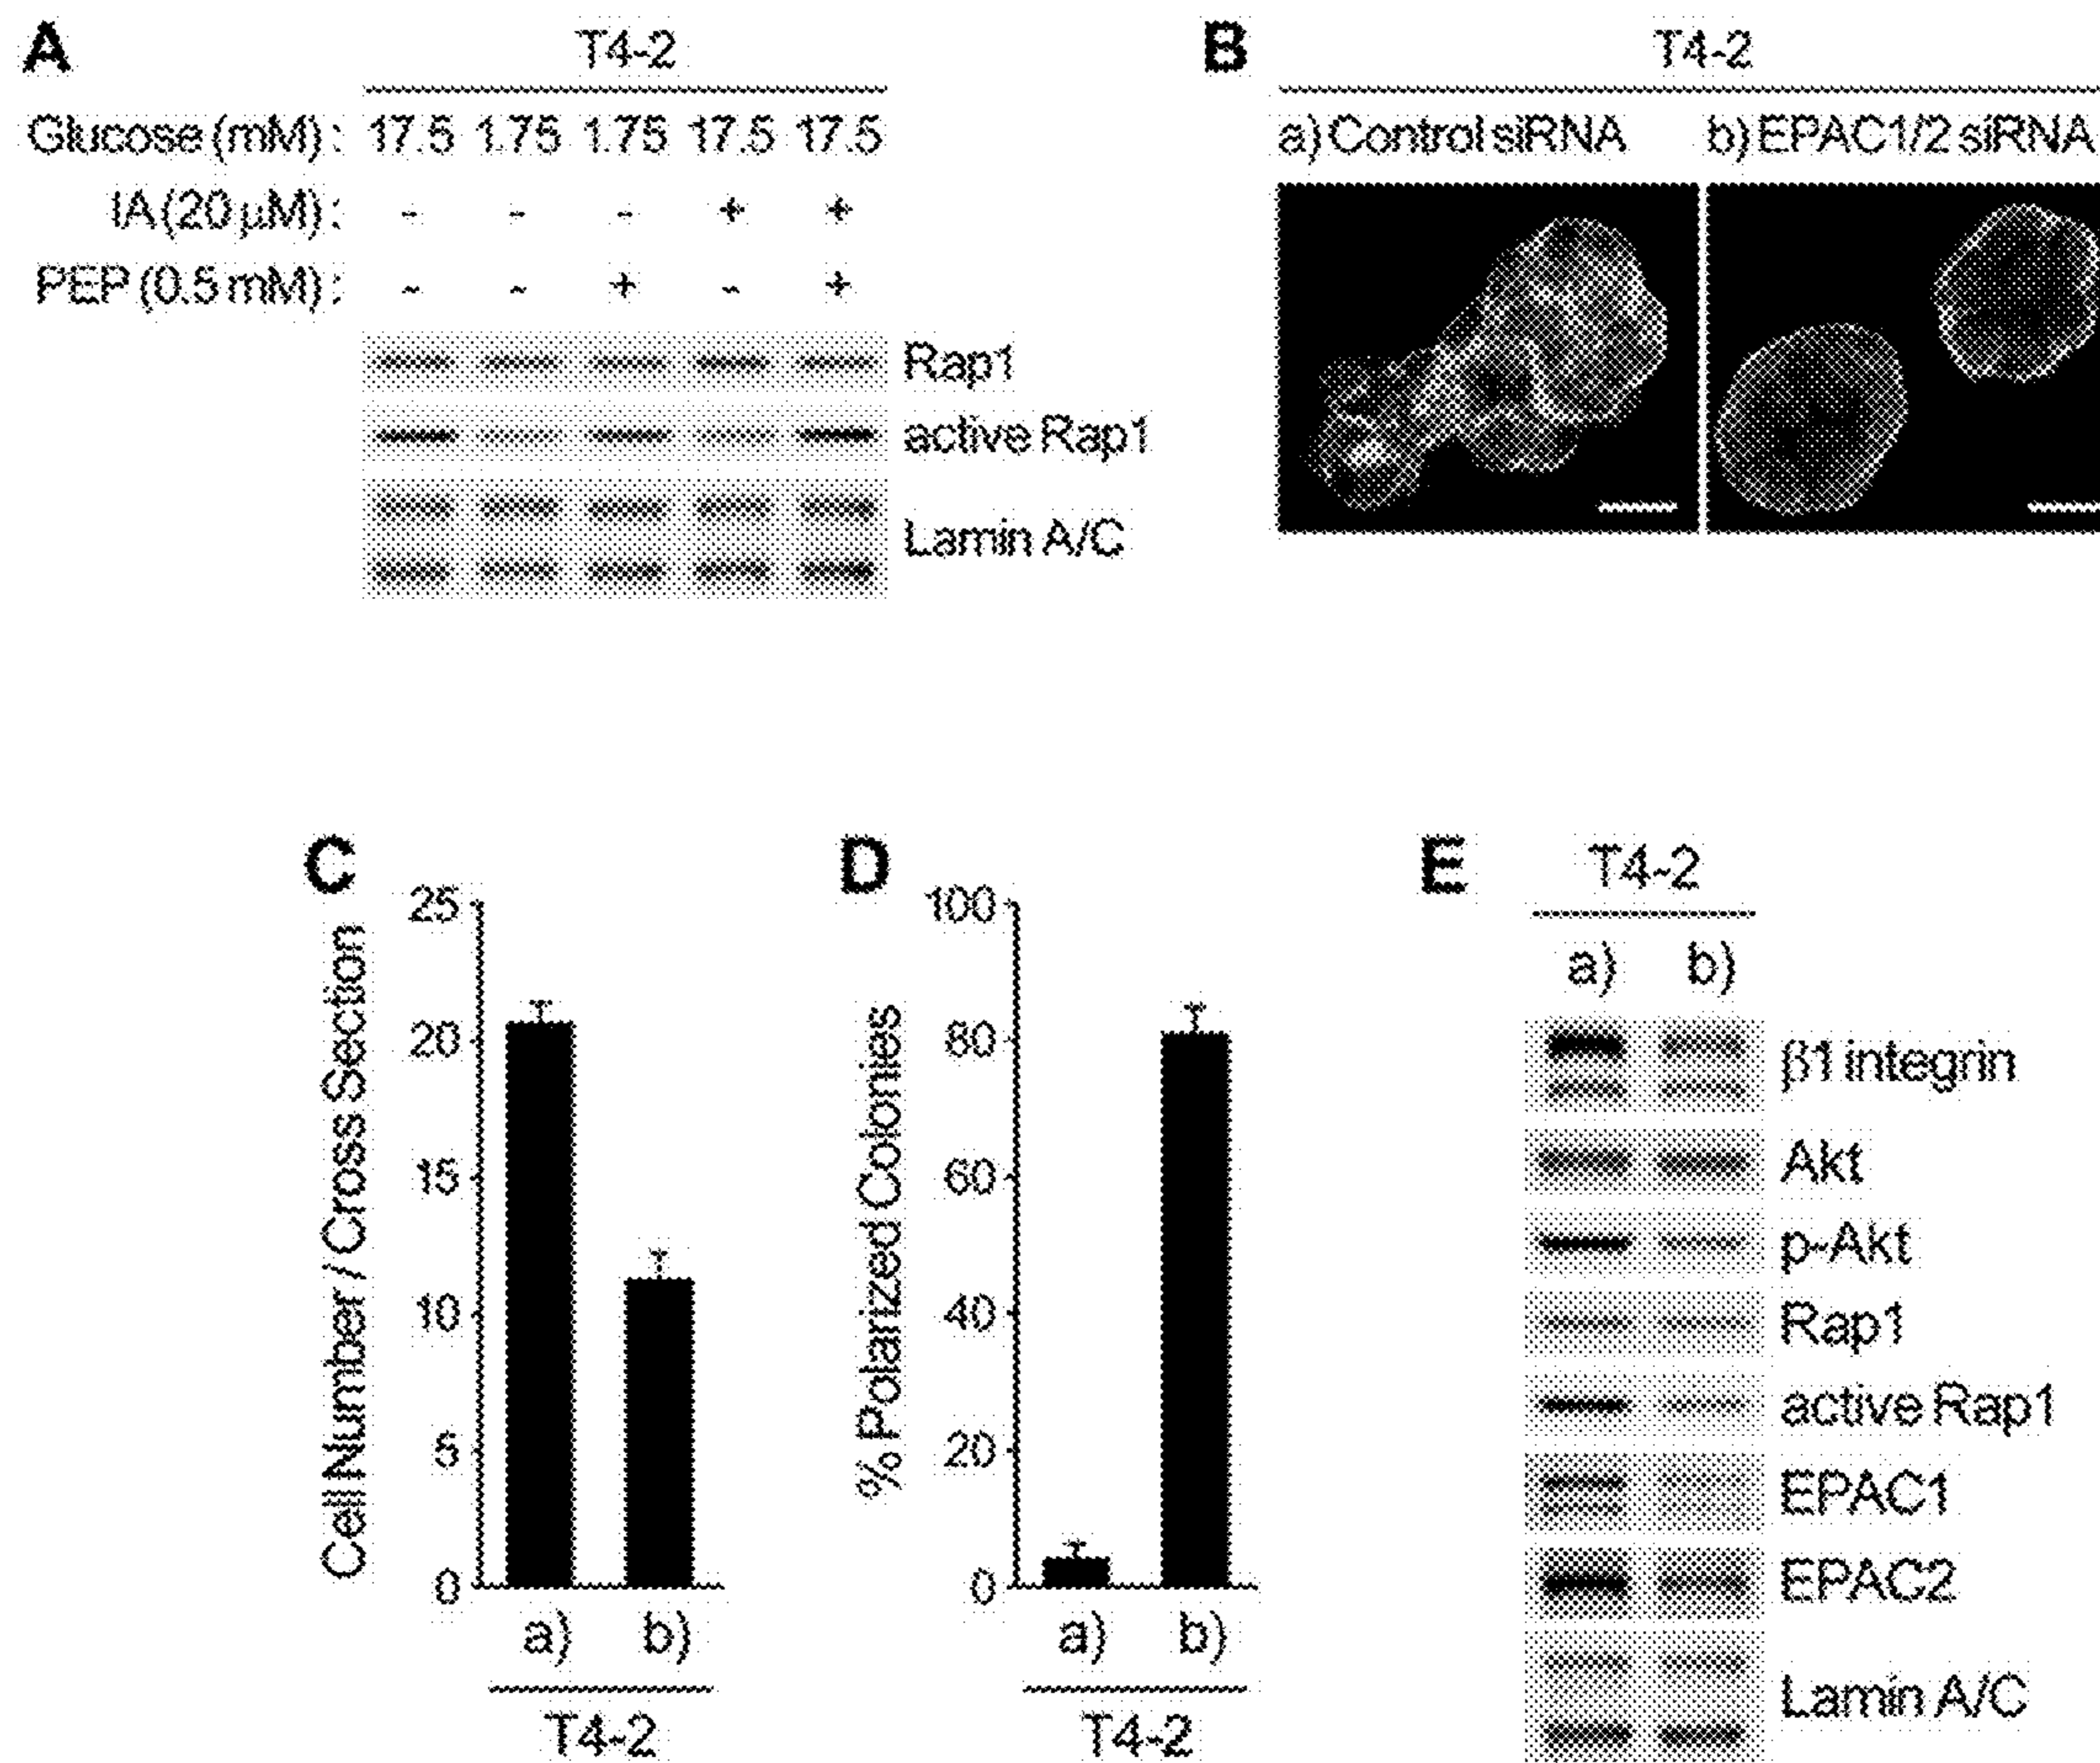 A
T4-2
Glucose (mM) : 17.5 1.75 1.75 17.5 17.5
IA (20 μM) : - - - + +
PEP (0.5 mM) : - - + - +
Rap1
active Rap1
Lamin A/C
B
T4-2
a) Control siRNA b) EPAC1/2 siRNA
C
Cell Number / Cross Section
25
20
15
10
5
0
a) b)
T4-2
D
% Polarized Colonies
100
80
60
40
20
0
a) b)
T4-2
E
T4-2
a) b)
β1 integrin
Akt
p-Akt
Rap1
active Rap1
EPAC1
EPAC2
Lamin A/C